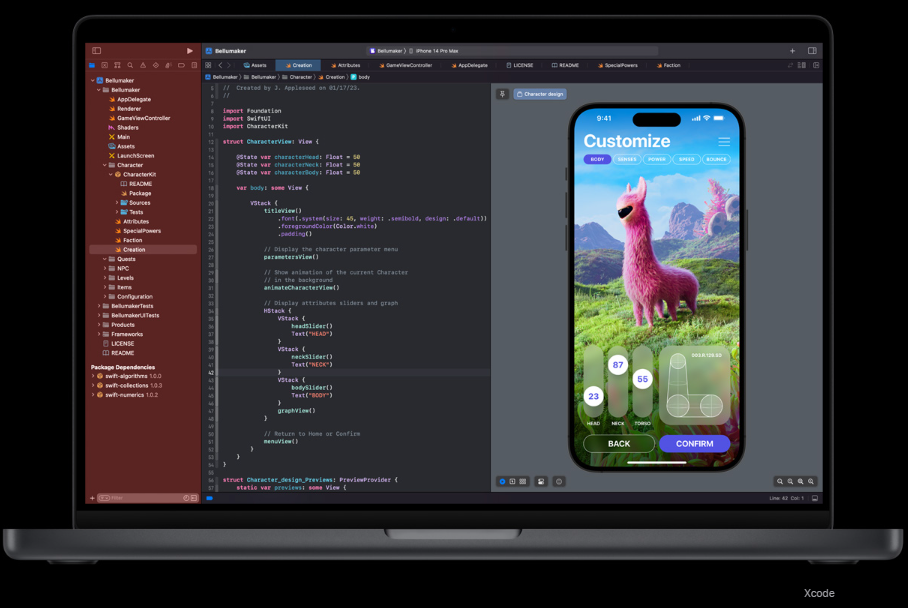 Bellumaker
Bellumaker
AppDelegate
Renderer
GameViewController
Shaders
Main
Assets
LaunchScreen
Character
CharacterKit
README
Package
Sources
Tests
Attributes
SpecialPowers
Faction
Creation
Quests
NPC
Levels
Items
Configuration
BellumakerTests
BellumakerUITests
Products
Frameworks
LICENSE
README
Package Dependencies
swift-algorithms 1.0.0
swift-collections 1.0.3
swift-numerics 1.0.2
Filter
Bellumaker
Bellumaker ⟩ iPhone 14 Pro Max
Assets Creation Attributes GameViewController AppDelegate LICENSE README SpecialPowers Faction
Bellumaker ⟩ Bellumaker ⟩ Character ⟩ Creation ⟩ body
5 // Created by J. Appleseed on 01/17/23.
6 //
7
8 import Foundation
9 import SwiftUI
10 import CharacterKit
11
12 struct CharacterView: View {
13
14 @State var characterHead: Float = 50
15 @State var characterNeck: Float = 50
16 @State var characterBody: Float = 50
17
18 var body: some View {
19
20 VStack {
21 titleView()
22 .font(.system(size: 45, weight: .semibold, design: .default))
23 .foregroundColor(Color.white)
24 .padding()
25
26 // Display the character parameter menu
27 parametersView()
28
29 // Show animation of the current Character
30 // in the background
31 animateCharacterView()
32
33 // Display attributes sliders and graph
34 HStack {
35 VStack {
36 headSlider()
37 Text("HEAD")
38 }
39 VStack {
40 neckSlider()
41 Text("NECK")
42 }
43 VStack {
44 bodySlider()
45 Text("BODY")
46 }
47 graphView()
48 }
49
50 // Return to Home or Confirm
51 menuView()
52 }
53 }
54 }
55
56 struct Character_design_Previews: PreviewProvider {
57 static var previews: some View {
Character design
9:41
Customize
BODY SENSES POWER SPEED BOUNCE
23 87 55
HEAD NECK TORSO
BACK CONFIRM
Line: 42 Col: 1
Xcode